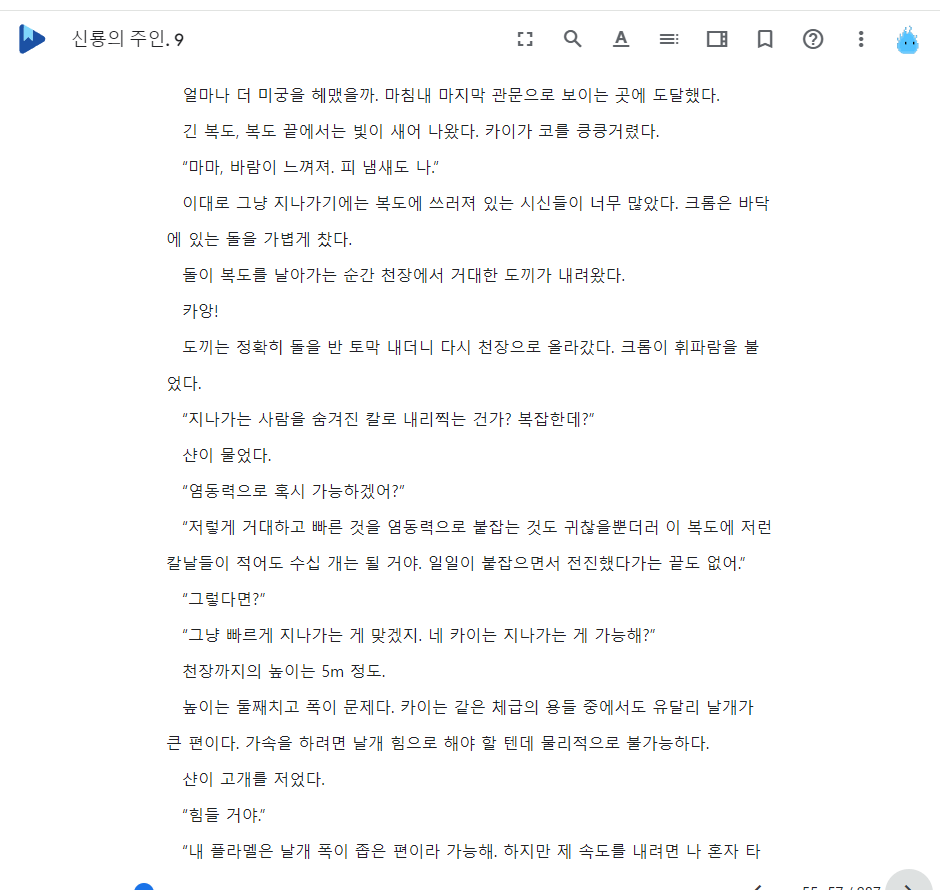 신룡의 주인. 9
얼마나 더 미궁을 헤맸을까. 마침내 마지막 관문으로 보이는 곳에 도달했다.
긴 복도, 복도 끝에서는 빛이 새어 나왔다. 카이가 코를 킁킁거렸다.
“마마, 바람이 느껴져. 피 냄새도 나.”
이대로 그냥 지나가기에는 복도에 쓰러져 있는 시신들이 너무 많았다. 크롬은 바닥
에 있는 돌을 가볍게 찼다.
돌이 복도를 날아가는 순간 천장에서 거대한 도끼가 내려왔다.
카앙!
도끼는 정확히 돌을 반 토막 내더니 다시 천장으로 올라갔다. 크롬이 휘파람을 불
었다.
“지나가는 사람을 숨겨진 칼로 내리찍는 건가? 복잡한데?”
샨이 물었다.
“염동력으로 혹시 가능하겠어?”
“저렇게 거대하고 빠른 것을 염동력으로 붙잡는 것도 귀찮을뿐더러 이 복도에 저런
칼날들이 적어도 수십 개는 될 거야. 일일이 붙잡으면서 전진했다가는 끝도 없어.”
“그렇다면?”
“그냥 빠르게 지나가는 게 맞겠지. 네 카이는 지나가는 게 가능해?”
천장까지의 높이는 5m 정도.
높이는 둘째치고 폭이 문제다. 카이는 같은 체급의 용들 중에서도 유달리 날개가
큰 편이다. 가속을 하려면 날개 힘으로 해야 할 텐데 물리적으로 불가능하다.
샨이 고개를 저었다.
“힘들 거야.”
“내 플라멜은 날개 폭이 좁은 편이라 가능해. 하지만 제 속도를 내려면 나 혼자 타